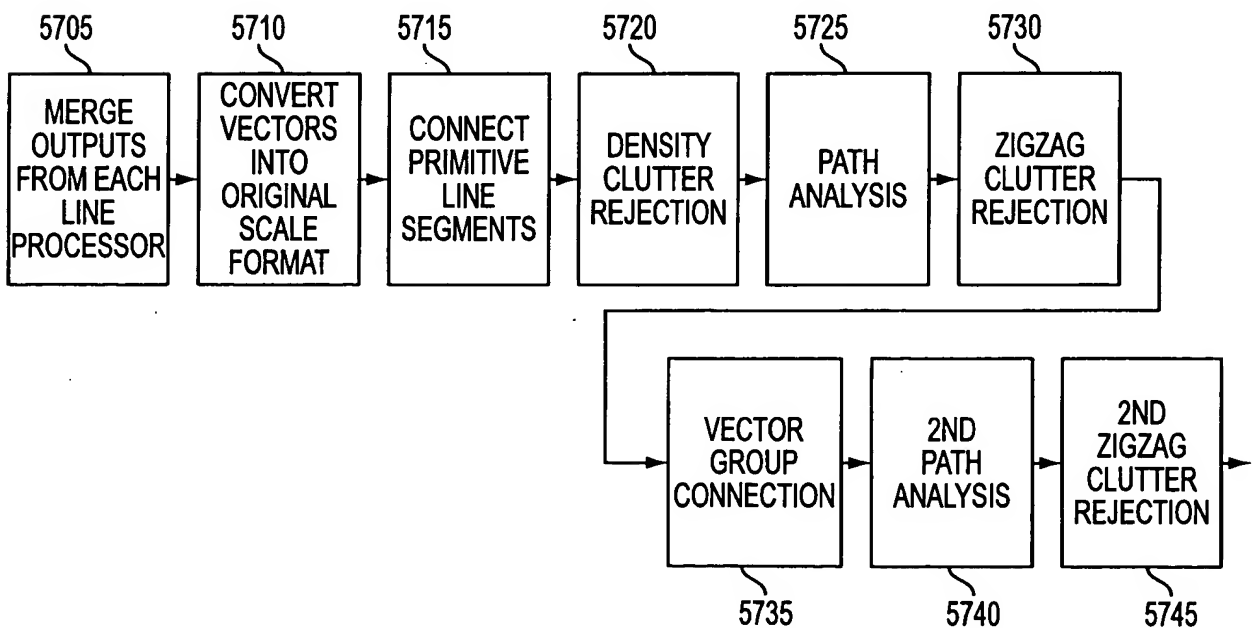 5705
5710
5715
5720
5725
5730
MERGE
OUTPUTS
FROM EACH
LINE
PROCESSOR
CONVERT
VECTORS
INTO
ORIGINAL
SCALE
FORMAT
CONNECT
PRIMITIVE
LINE
SEGMENTS
DENSITY
CLUTTER
REJECTION
PATH
ANALYSIS
ZIGZAG
CLUTTER
REJECTION
VECTOR
GROUP
CONNECTION
2ND
PATH
ANALYSIS
2ND
ZIGZAG
CLUTTER
REJECTION
5735
5740
5745